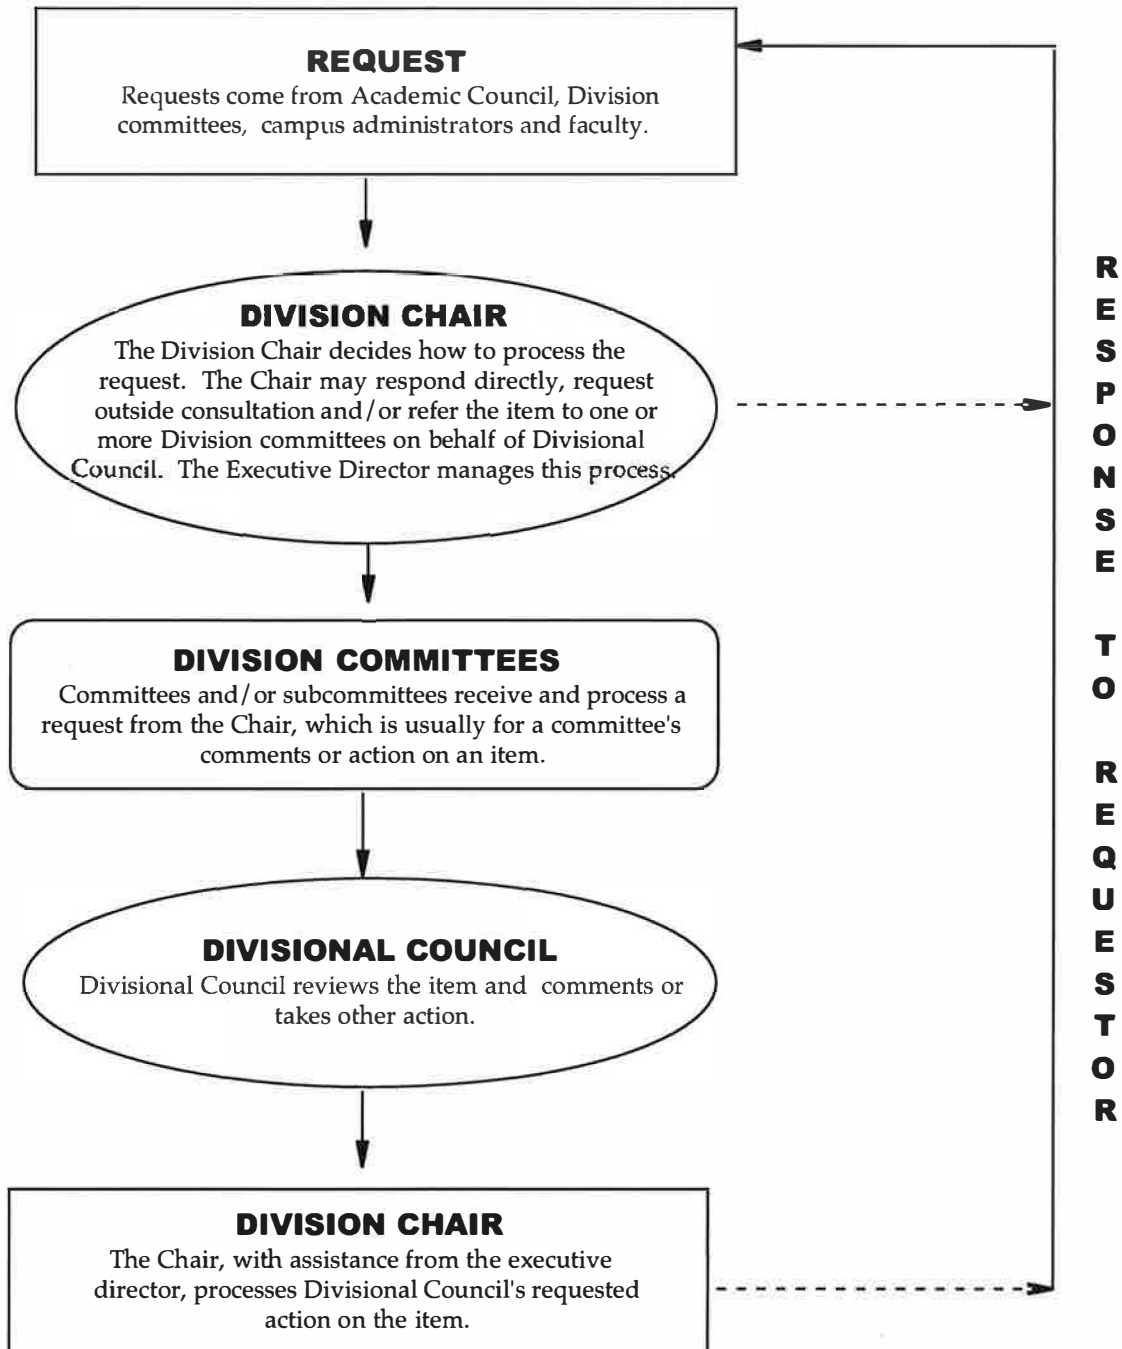 REQUEST
Requests come from Academic Council, Division
committees, campus administrators and faculty.
DIVISION CHAIR
The Division Chair decides how to process the
request. The Chair may respond directly, request
outside consultation and/or refer the item to one or
more Division committees on behalf of Divisional
Council. The Executive Director manages this process.
DIVISION COMMITTEES
Committees and/or subcommittees receive and process a
request from the Chair, which is usually for a committee's
comments or action on an item.
DIVISIONAL COUNCIL
Divisional Council reviews the item and comments or
takes other action.
DIVISION CHAIR
The Chair, with assistance from the executive
director, processes Divisional Council's requested
action on the item.
RESPONSE TO REQUESTOR